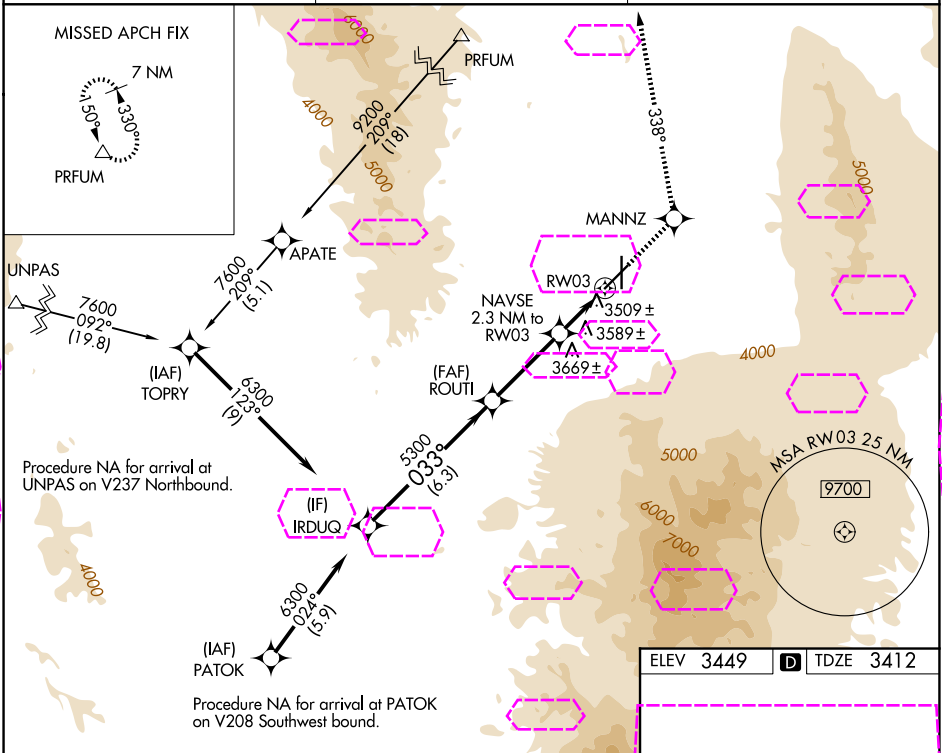 MISSED APCH FIX
7 NM
150°
330°
PRFUM
6000
4000
5000
PRFUM
9200
209°
(18)
338°
5000
MANNZ
APATE
UNPAS
7600
209°
(5.1)
7600
092°
(19.8)
RW03
3509 ±
NAVSE
2.3 NM to
RW03
3589 ±
3669 ±
4000
(IAF)
TOPRY
(FAF)
ROUTI
6300
123°
(9)
5300
033°
(6.3)
5000
MSA RW03 25 NM
9700
Procedure NA for arrival at
UNPAS on V237 Northbound.
(IF)
IRDUQ
6000
7000
4000
6300
024°
(5.9)
(IAF)
PATOK
Procedure NA for arrival at PATOK
on V208 Southwest bound.
ELEV 3449 D TDZE 3412